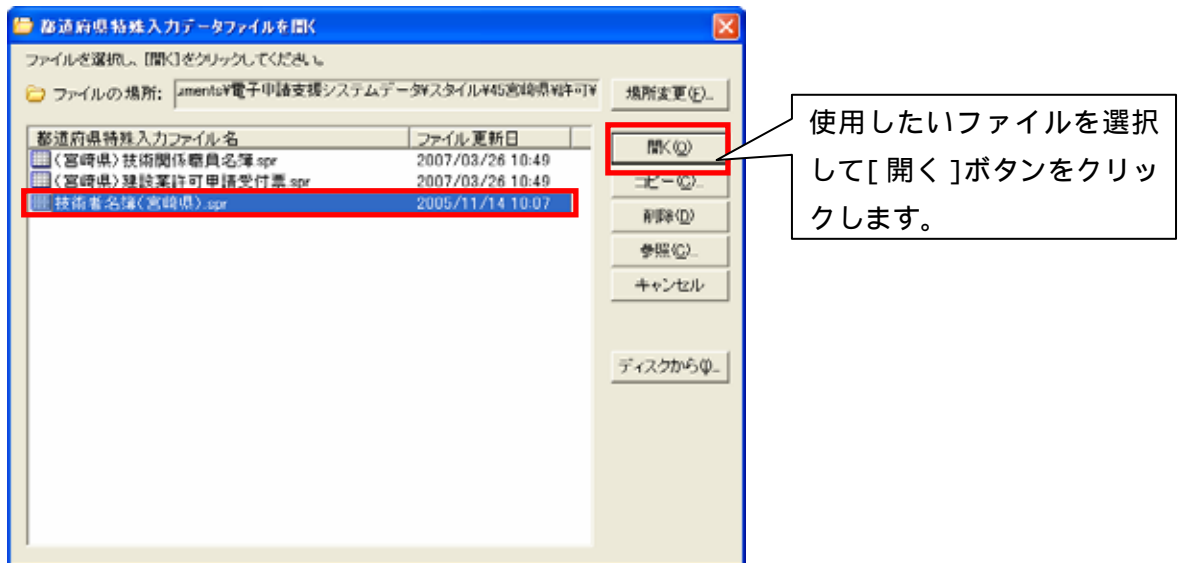 都道府県特殊入力データファイルを開く
ファイルを選択し、[開く]をクリックしてください。
ファイルの場所: uments¥電子申請支援システムデータ¥スタイル¥45宮崎県¥許可¥
場所変更(F)...
都道府県特殊入力ファイル名 ファイル更新日
(宮崎県)技術関係職員名簿.spr 2007/03/26 10:49
(宮崎県)建設業許可申請受付票.spr 2007/03/26 10:49
技術者名簿(宮崎県).spr 2005/11/14 10:07
開く(O)
コピー(C)...
削除(D)
参照(C)...
キャンセル
ディスクから(I)...
使用したいファイルを選択
して[ 開く ]ボタンをクリッ
クします。